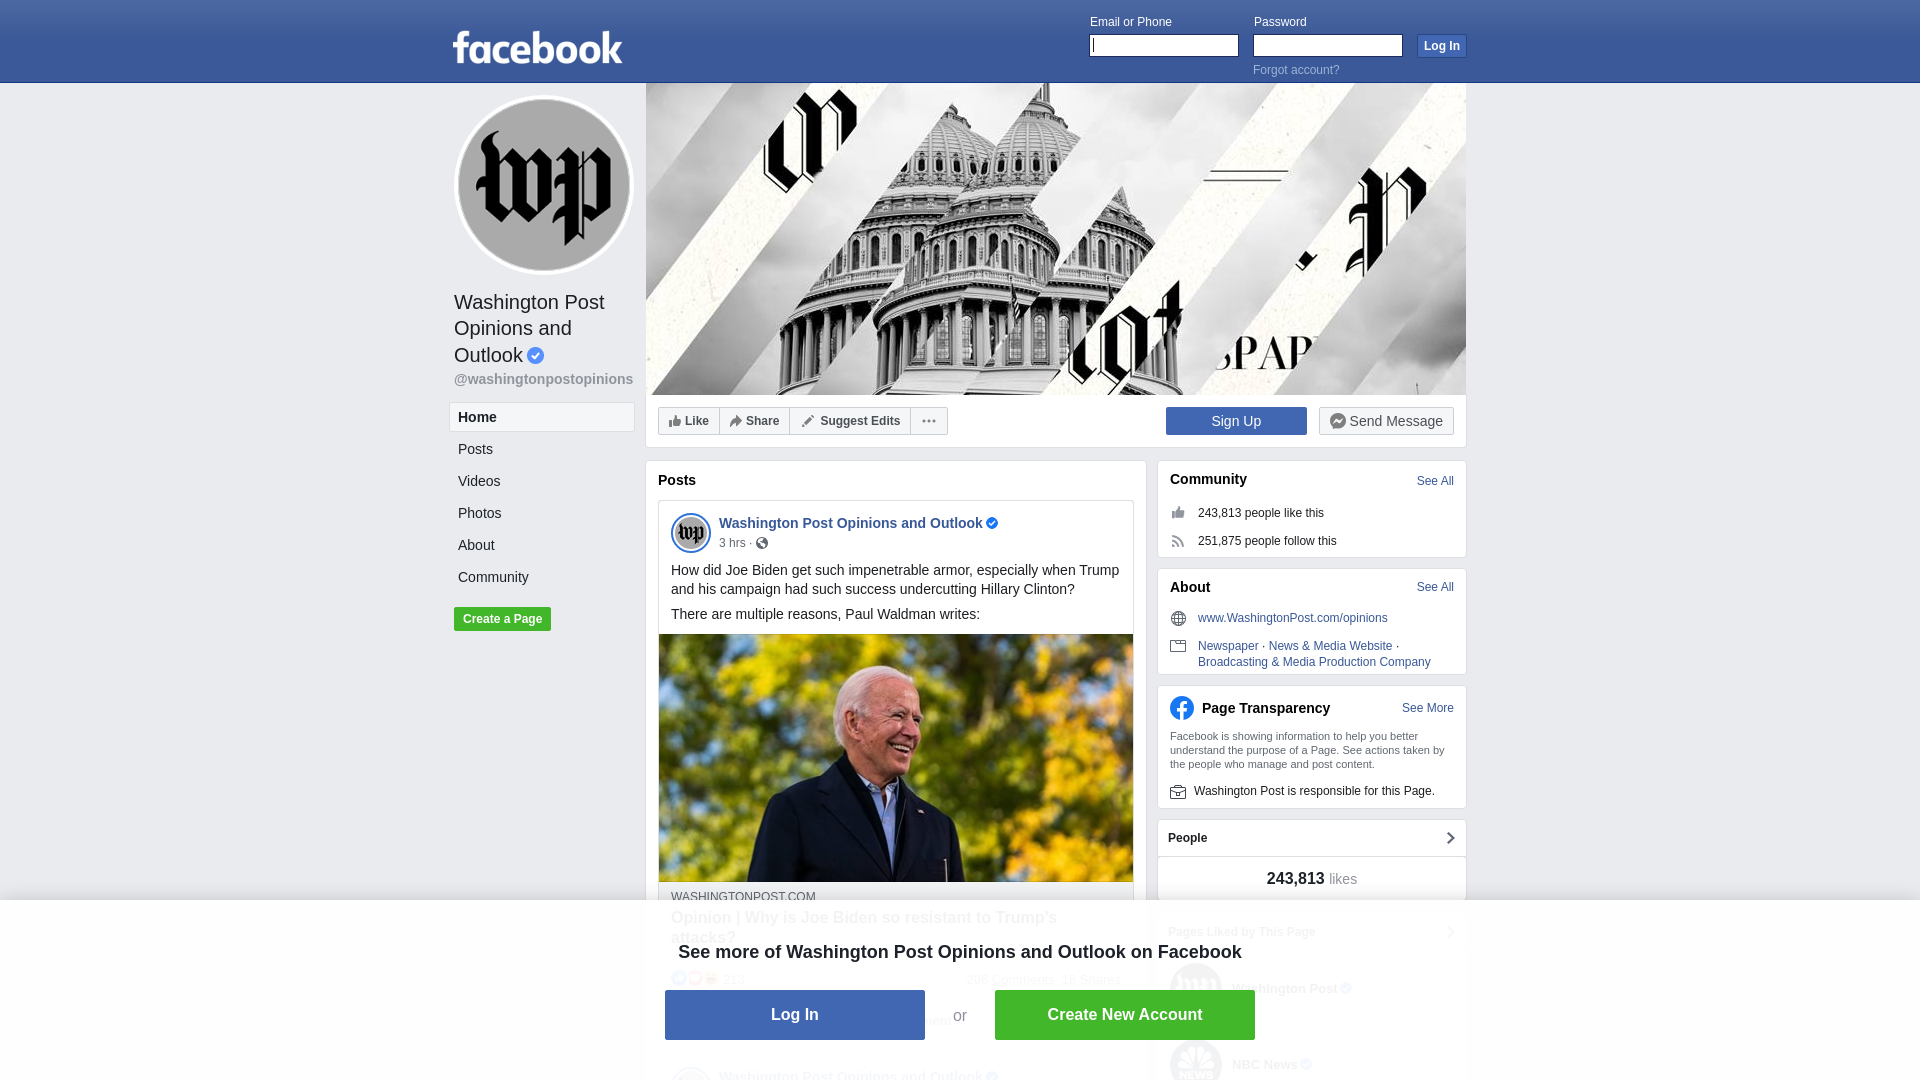 facebook
Email or Phone
Password
Log In
Forgot account?
wp
Washington Post
Opinions and
Outlook
@washingtonpostopinions
Home
Posts
Videos
Photos
About
Community
Create a Page
Like
Share
Suggest Edits
Sign Up
Send Message
Posts
Washington Post Opinions and Outlook
3 hrs ·
How did Joe Biden get such impenetrable armor, especially when Trump
and his campaign had such success undercutting Hillary Clinton?
There are multiple reasons, Paul Waldman writes:
WASHINGTONPOST.COM
Opinion | Why is Joe Biden so resistant to Trump's
attacks?
Community
See All
243,813 people like this
251,875 people follow this
About
See All
www.WashingtonPost.com/opinions
Newspaper · News & Media Website ·
Broadcasting & Media Production Company
Page Transparency
See More
Facebook is showing information to help you better
understand the purpose of a Page. See actions taken by
the people who manage and post content.
Washington Post is responsible for this Page.
People
243,813 likes
Pages Liked by This Page
Washington Post
NBC News
See more of Washington Post Opinions and Outlook on Facebook
Log In
or
Create New Account
Washington Post Opinions and Outlook